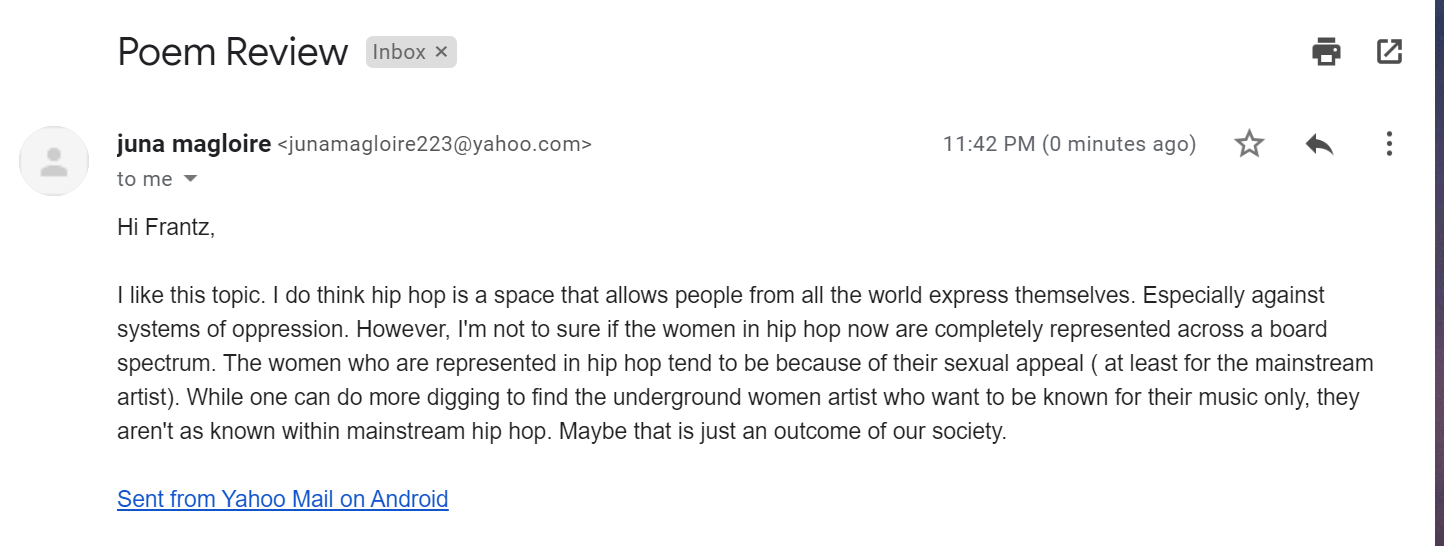 Poem Review Inbox ×
juna magloire <junamagloire223@yahoo.com> 11:42 PM (0 minutes ago)
to me
Hi Frantz,
I like this topic. I do think hip hop is a space that allows people from all the world express themselves. Especially against
systems of oppression. However, I'm not to sure if the women in hip hop now are completely represented across a board
spectrum. The women who are represented in hip hop tend to be because of their sexual appeal ( at least for the mainstream
artist). While one can do more digging to find the underground women artist who want to be known for their music only, they
aren't as known within mainstream hip hop. Maybe that is just an outcome of our society.
Sent from Yahoo Mail on Android